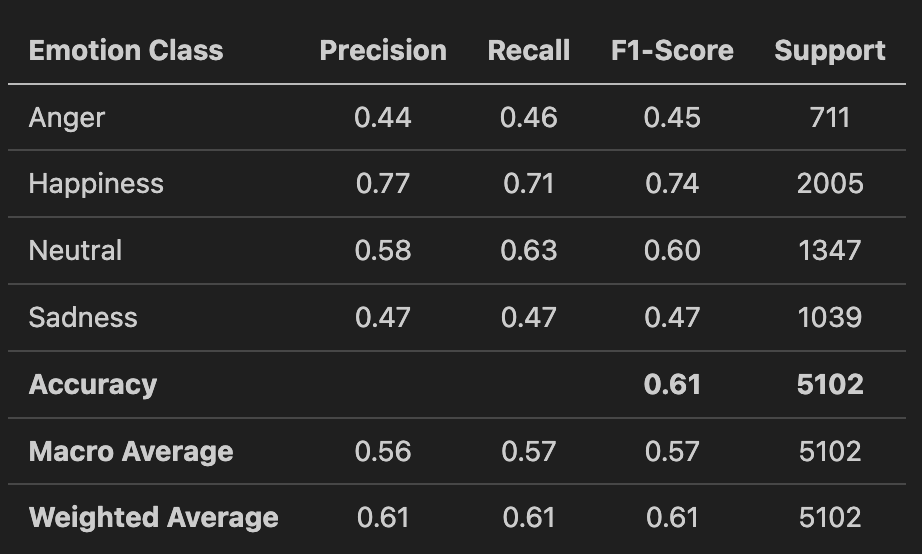 Emotion Class Precision Recall F1-Score Support
Anger 0.44 0.46 0.45 711
Happiness 0.77 0.71 0.74 2005
Neutral 0.58 0.63 0.60 1347
Sadness 0.47 0.47 0.47 1039
Accuracy 0.61 5102
Macro Average 0.56 0.57 0.57 5102
Weighted Average 0.61 0.61 0.61 5102